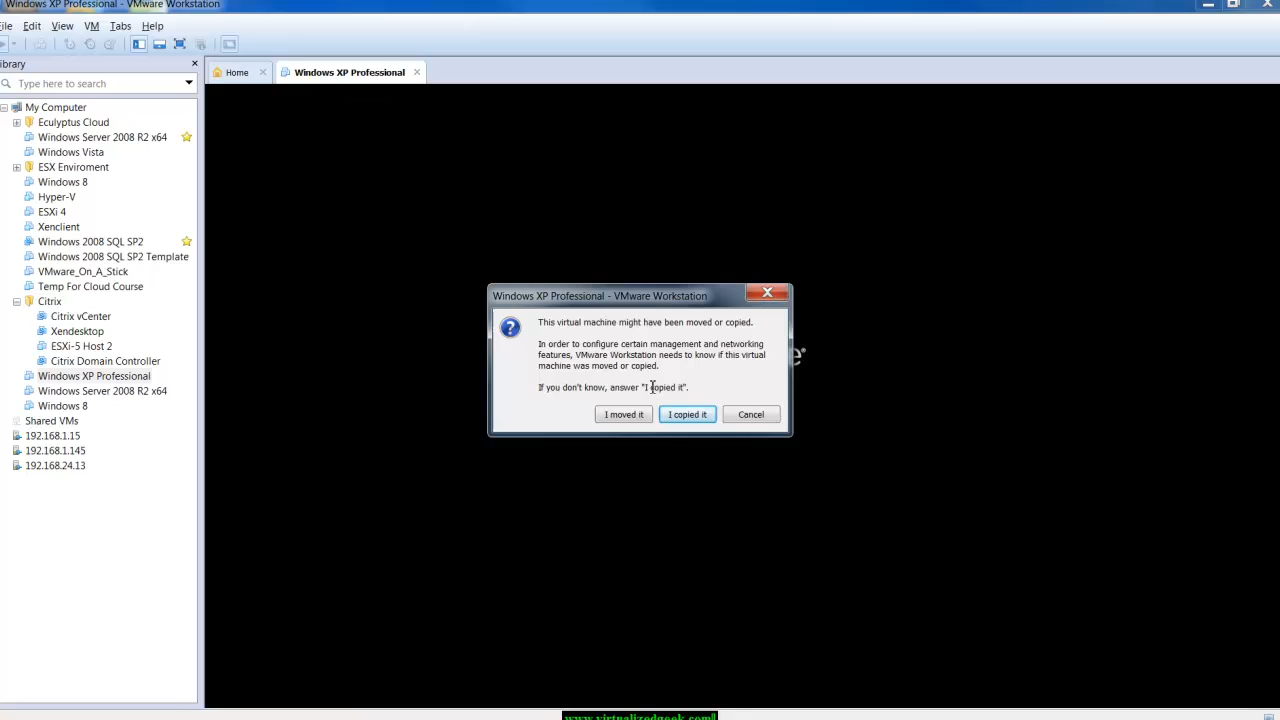 Windows XP Professional - VMware Workstation
File Edit View VM Tabs Help
Library
Type here to search
Home
Windows XP Professional
My Computer
Eculyptus Cloud
Windows Server 2008 R2 x64
Windows Vista
ESX Enviroment
Windows 8
Hyper-V
ESXi 4
Xenclient
Windows 2008 SQL SP2
Windows 2008 SQL SP2 Template
VMware_On_A_Stick
Temp For Cloud Course
Citrix
Citrix vCenter
Xendesktop
ESXi-5 Host 2
Citrix Domain Controller
Windows XP Professional
Windows Server 2008 R2 x64
Windows 8
Shared VMs
192.168.1.15
192.168.1.145
192.168.24.13
Windows XP Professional - VMware Workstation
This virtual machine might have been moved or copied.
In order to configure certain management and networking
features, VMware Workstation needs to know if this virtual
machine was moved or copied.
If you don't know, answer "I copied it".
I moved it
I copied it
Cancel
e®
www.virtualizedgeek.com